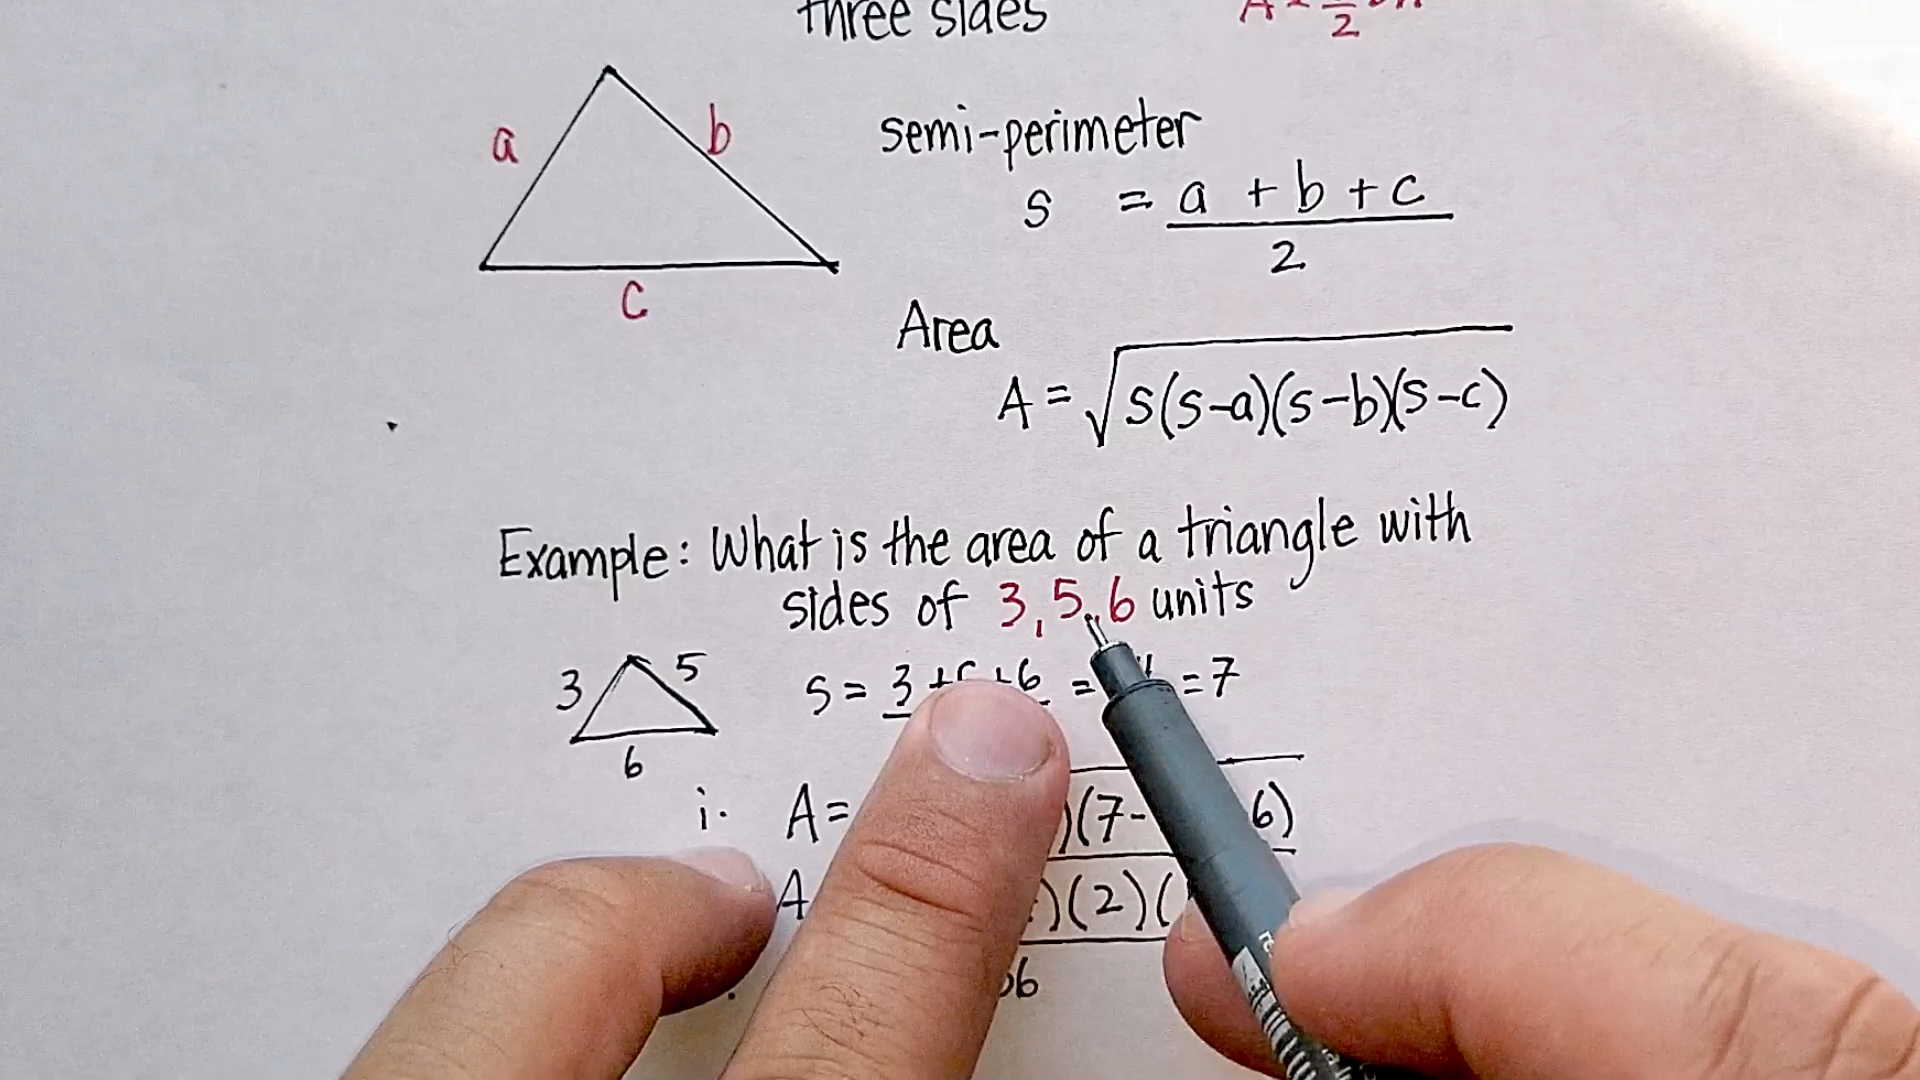 three sides
semi-perimeter
s = a + b + c
2
a
b
c
Area
A = √s(s-a)(s-b)(s-c)
Example: What is the area of a triangle with
sides of 3,5,6 units
3
5
6
s = 3 + +6 = = 7
i. A= )(7- 6)
A )(2)(